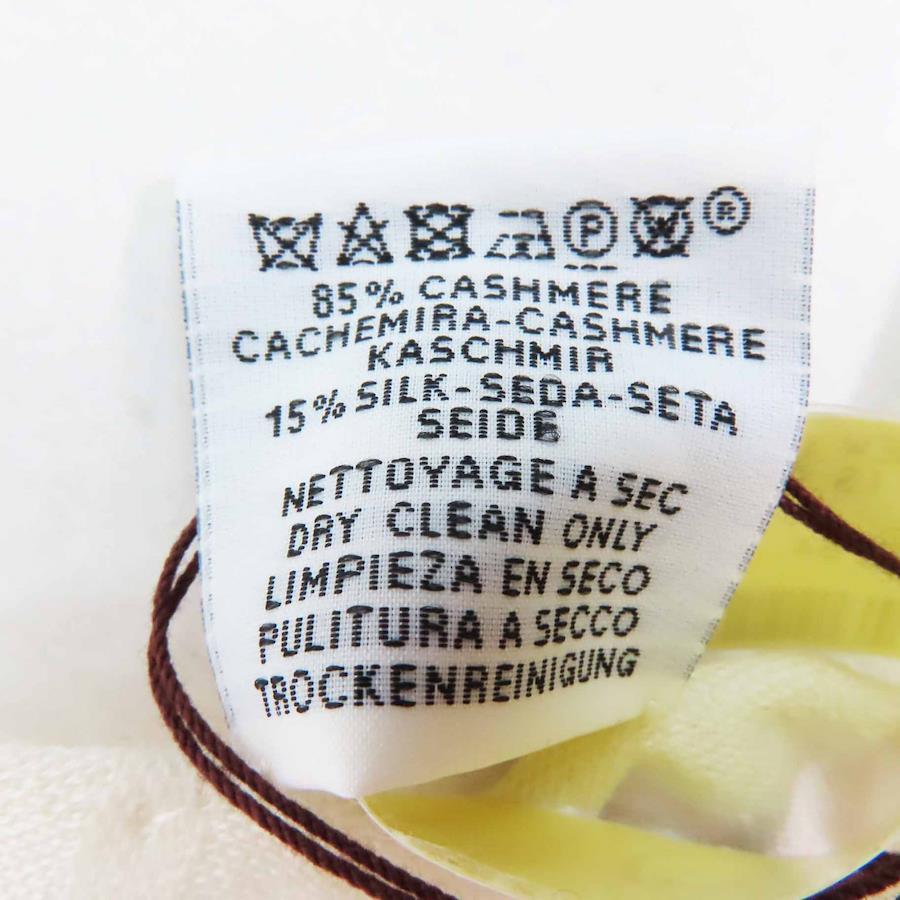 P ®
85% CASHMERE
CACHEMIRA-CASHMERE
KASCHMIR
15% SILK-SEDA-SETA
SEIDE
NETTOYAGE A SEC
DRY CLEAN ONLY
LIMPIEZA EN SECO
PULITURA A SECCO
TROCKENREINIGUNG